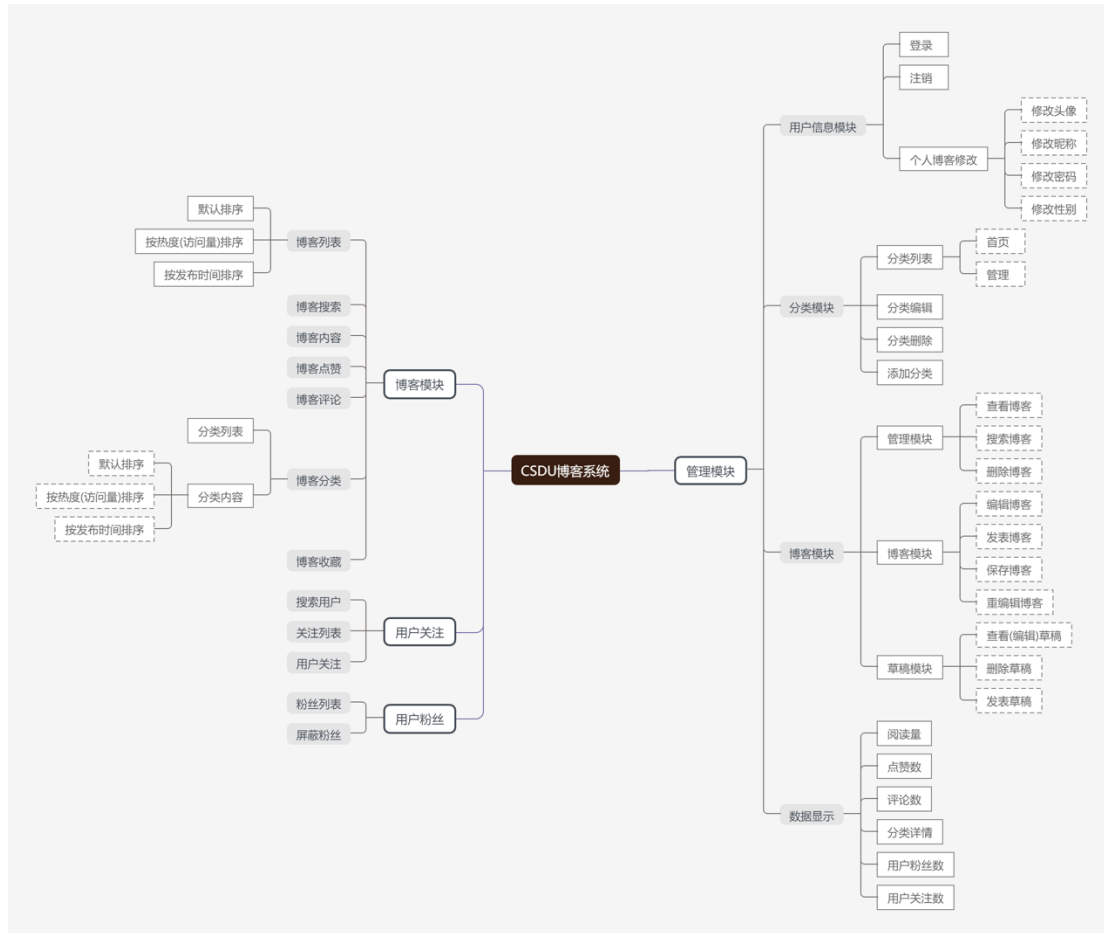 CSDU博客系统
博客模块
博客列表
默认排序
按热度(访问量)排序
按发布时间排序
博客搜索
博客内容
博客点赞
博客评论
博客分类
分类列表
分类内容
默认排序
按热度(访问量)排序
按发布时间排序
博客收藏
用户关注
搜索用户
关注列表
用户关注
用户粉丝
粉丝列表
屏蔽粉丝
管理模块
用户信息模块
登录
注销
个人博客修改
修改头像
修改昵称
修改密码
修改性别
分类模块
分类列表
首页
管理
分类编辑
分类删除
添加分类
博客模块
管理模块
查看博客
搜索博客
删除博客
博客模块
编辑博客
发表博客
保存博客
重编辑博客
草稿模块
查看(编辑)草稿
删除草稿
发表草稿
数据显示
阅读量
点赞数
评论数
分类详情
用户粉丝数
用户关注数